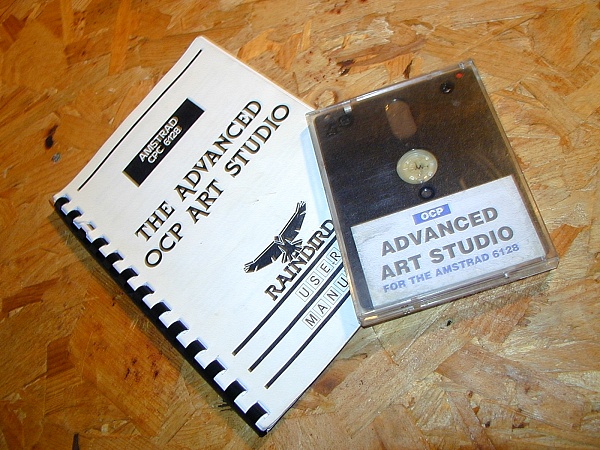 AMSTRAD
CPC 6128
THE ADVANCED
OCP ART STUDIO
RAINBIRD
USER
MANU
OCP
ADVANCED
ART STUDIO
FOR THE AMSTRAD 6128